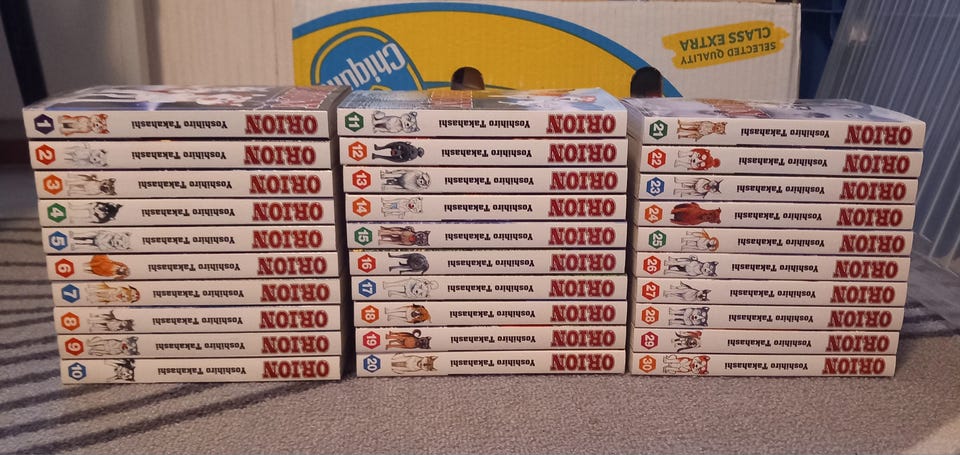 Chiqu
SELECTED QUALITY
CLASS EXTRA
ORION Yoshihiro Takahashi 1
ORION Yoshihiro Takahashi 2
ORION Yoshihiro Takahashi 3
ORION Yoshihiro Takahashi 4
ORION Yoshihiro Takahashi 5
ORION Yoshihiro Takahashi 6
ORION Yoshihiro Takahashi 7
ORION Yoshihiro Takahashi 8
ORION Yoshihiro Takahashi 9
ORION Yoshihiro Takahashi 10
ORION Yoshihiro Takahashi 11
ORION Yoshihiro Takahashi 12
ORION Yoshihiro Takahashi 13
ORION Yoshihiro Takahashi 14
ORION Yoshihiro Takahashi 15
ORION Yoshihiro Takahashi 16
ORION Yoshihiro Takahashi 17
ORION Yoshihiro Takahashi 18
ORION Yoshihiro Takahashi 19
ORION Yoshihiro Takahashi 20
ORION Yoshihiro Takahashi 21
ORION Yoshihiro Takahashi 22
ORION Yoshihiro Takahashi 23
ORION Yoshihiro Takahashi 24
ORION Yoshihiro Takahashi 25
ORION Yoshihiro Takahashi 26
ORION Yoshihiro Takahashi 27
ORION Yoshihiro Takahashi 28
ORION Yoshihiro Takahashi 29
ORION Yoshihiro Takahashi 30